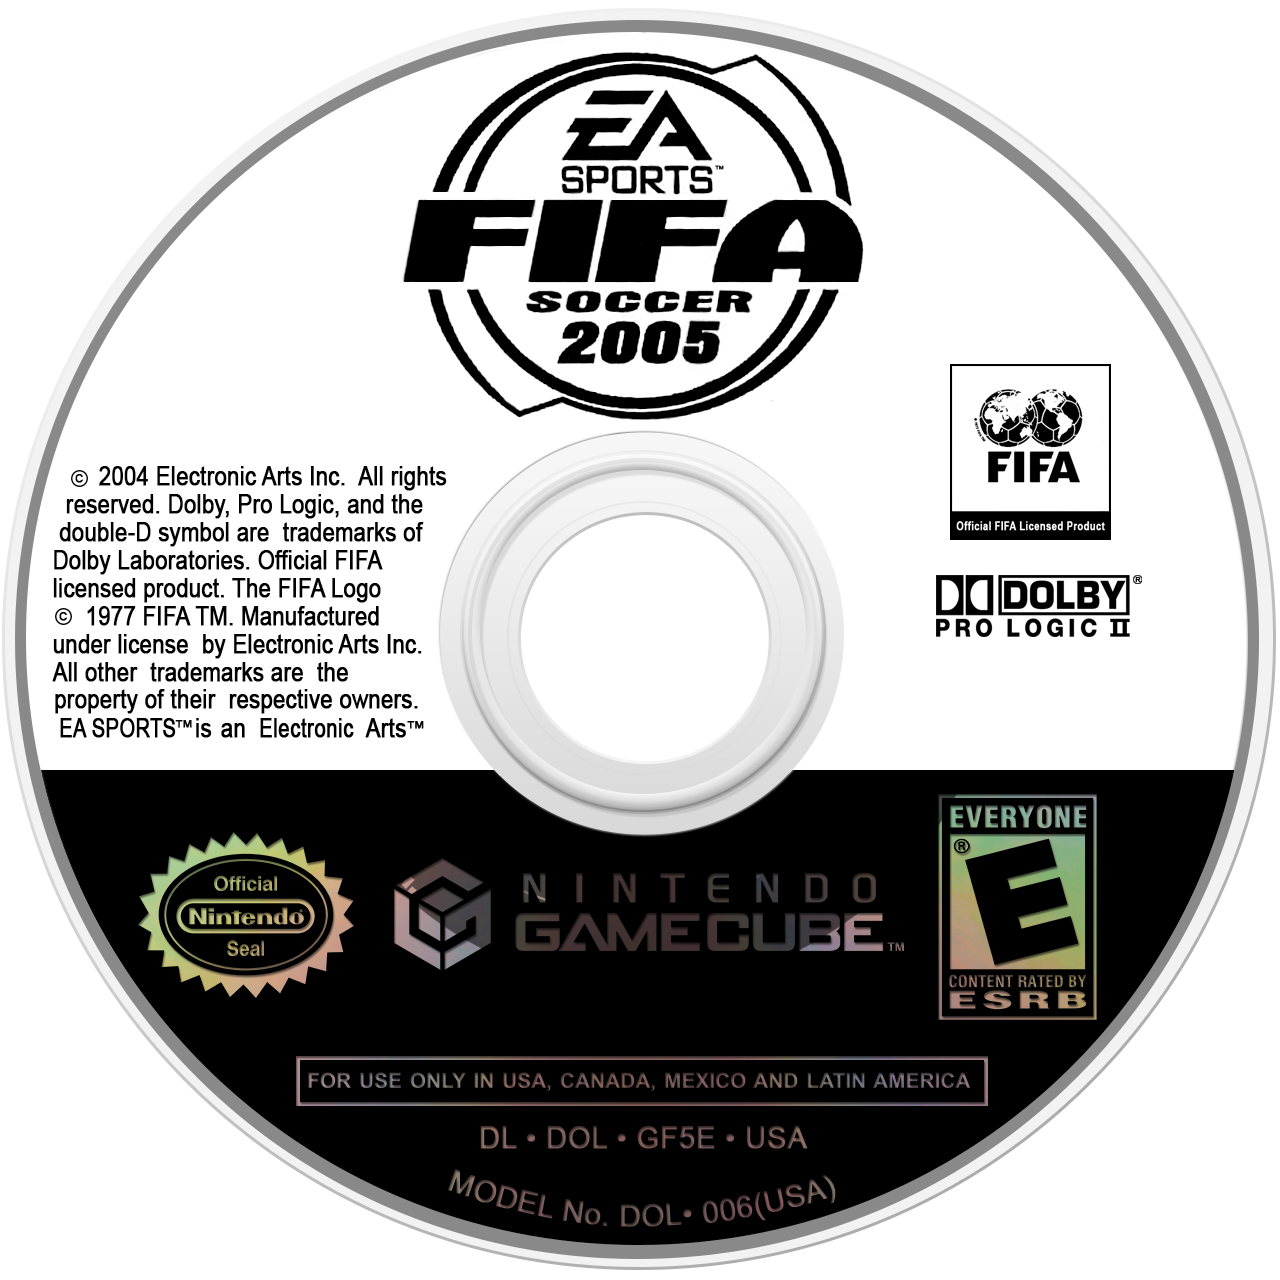 EA
SPORTS™
FIFA
SOCCER
2005
FIFA
Official FIFA Licensed Product
DOLBY®
PRO LOGIC II
© 2004 Electronic Arts Inc. All rights
reserved. Dolby, Pro Logic, and the
double-D symbol are trademarks of
Dolby Laboratories. Official FIFA
licensed product. The FIFA Logo
© 1977 FIFA TM. Manufactured
under license by Electronic Arts Inc.
All other trademarks are the
property of their respective owners.
EA SPORTS™ is an Electronic Arts™
Official
Nintendo®
Seal
NINTENDO
GAMECUBE™
EVERYONE
E®
CONTENT RATED BY
ESRB
FOR USE ONLY IN USA, CANADA, MEXICO AND LATIN AMERICA
DL • DOL • GF5E • USA
MODEL No. DOL• 006(USA)